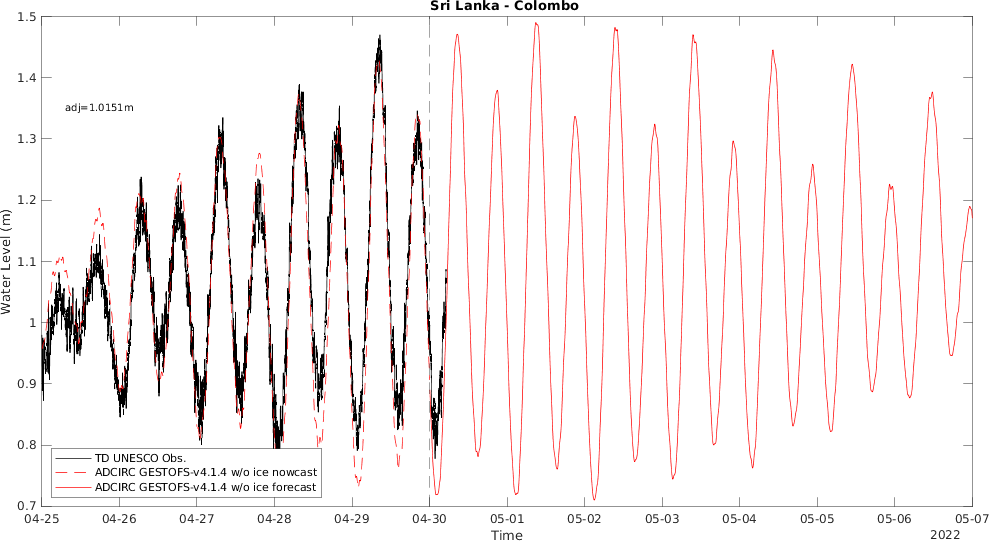 Sri Lanka - Colombo
1.5
1.4
1.3
1.2
1.1
1
0.9
0.8
0.7
Water Level (m)
adj=1.0151m
TD UNESCO Obs.
ADCIRC GESTOFS-v4.1.4 w/o ice nowcast
ADCIRC GESTOFS-v4.1.4 w/o ice forecast
04-25 04-26 04-27 04-28 04-29 04-30 05-01 05-02 05-03 05-04 05-05 05-06 05-07
Time
2022